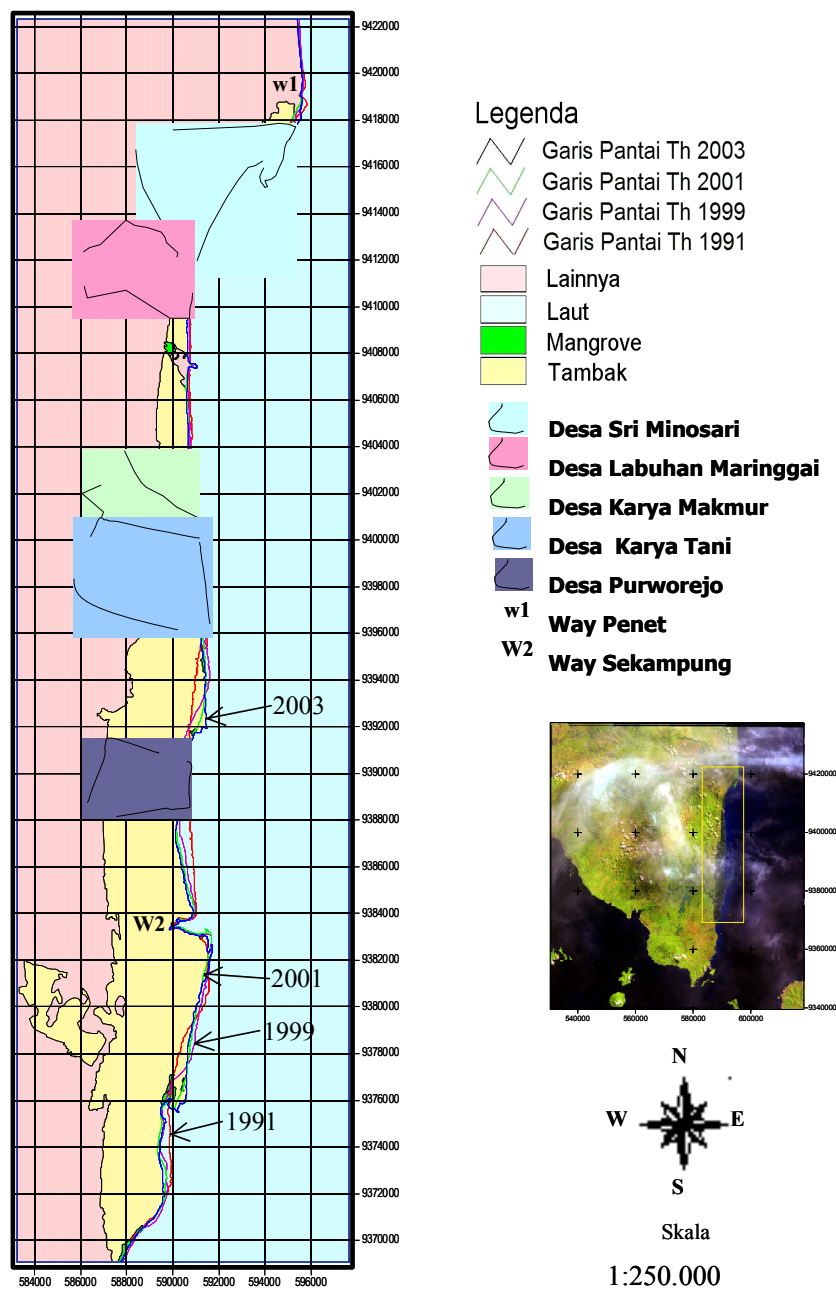 9422000
9420000
w1
9418000
9416000
9414000
9412000
9410000
9408000
9406000
9404000
9402000
9400000
9398000
9396000
9394000
2003
9392000
9390000
9388000
9386000
9384000
W2
9382000
2001
9380000
1999
9378000
9376000
1991
9374000
9372000
9370000
584000 586000 588000 590000 592000 594000 596000
Legenda
Garis Pantai Th 2003
Garis Pantai Th 2001
Garis Pantai Th 1999
Garis Pantai Th 1991
Lainnya
Laut
Mangrove
Tambak
Desa Sri Minosari
Desa Labuhan Maringgai
Desa Karya Makmur
Desa Karya Tani
Desa Purworejo
w1 Way Penet
W2 Way Sekampung
9420000
9400000
9380000
9360000
9340000
540000 560000 580000 600000
N
W E
S
Skala
1:250.000